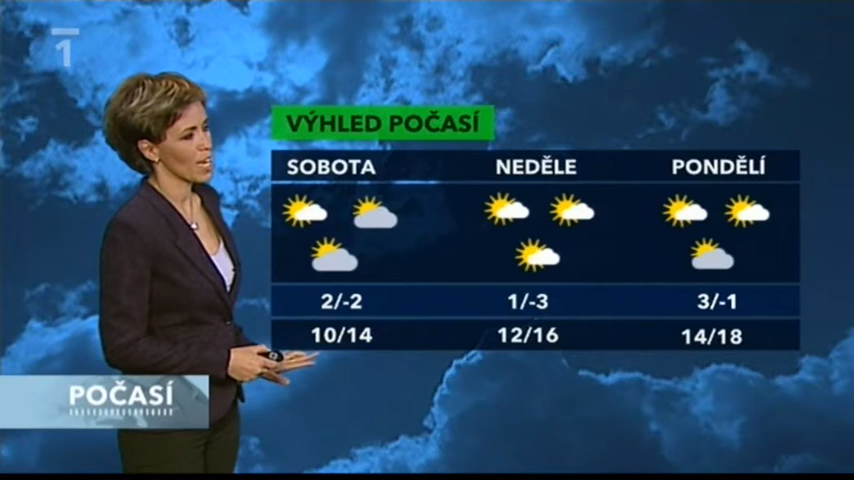 1
VÝHLED POČASÍ
SOBOTA NEDĚLE PONDĚLÍ
2/-2 1/-3 3/-1
10/14 12/16 14/18
POČASÍ